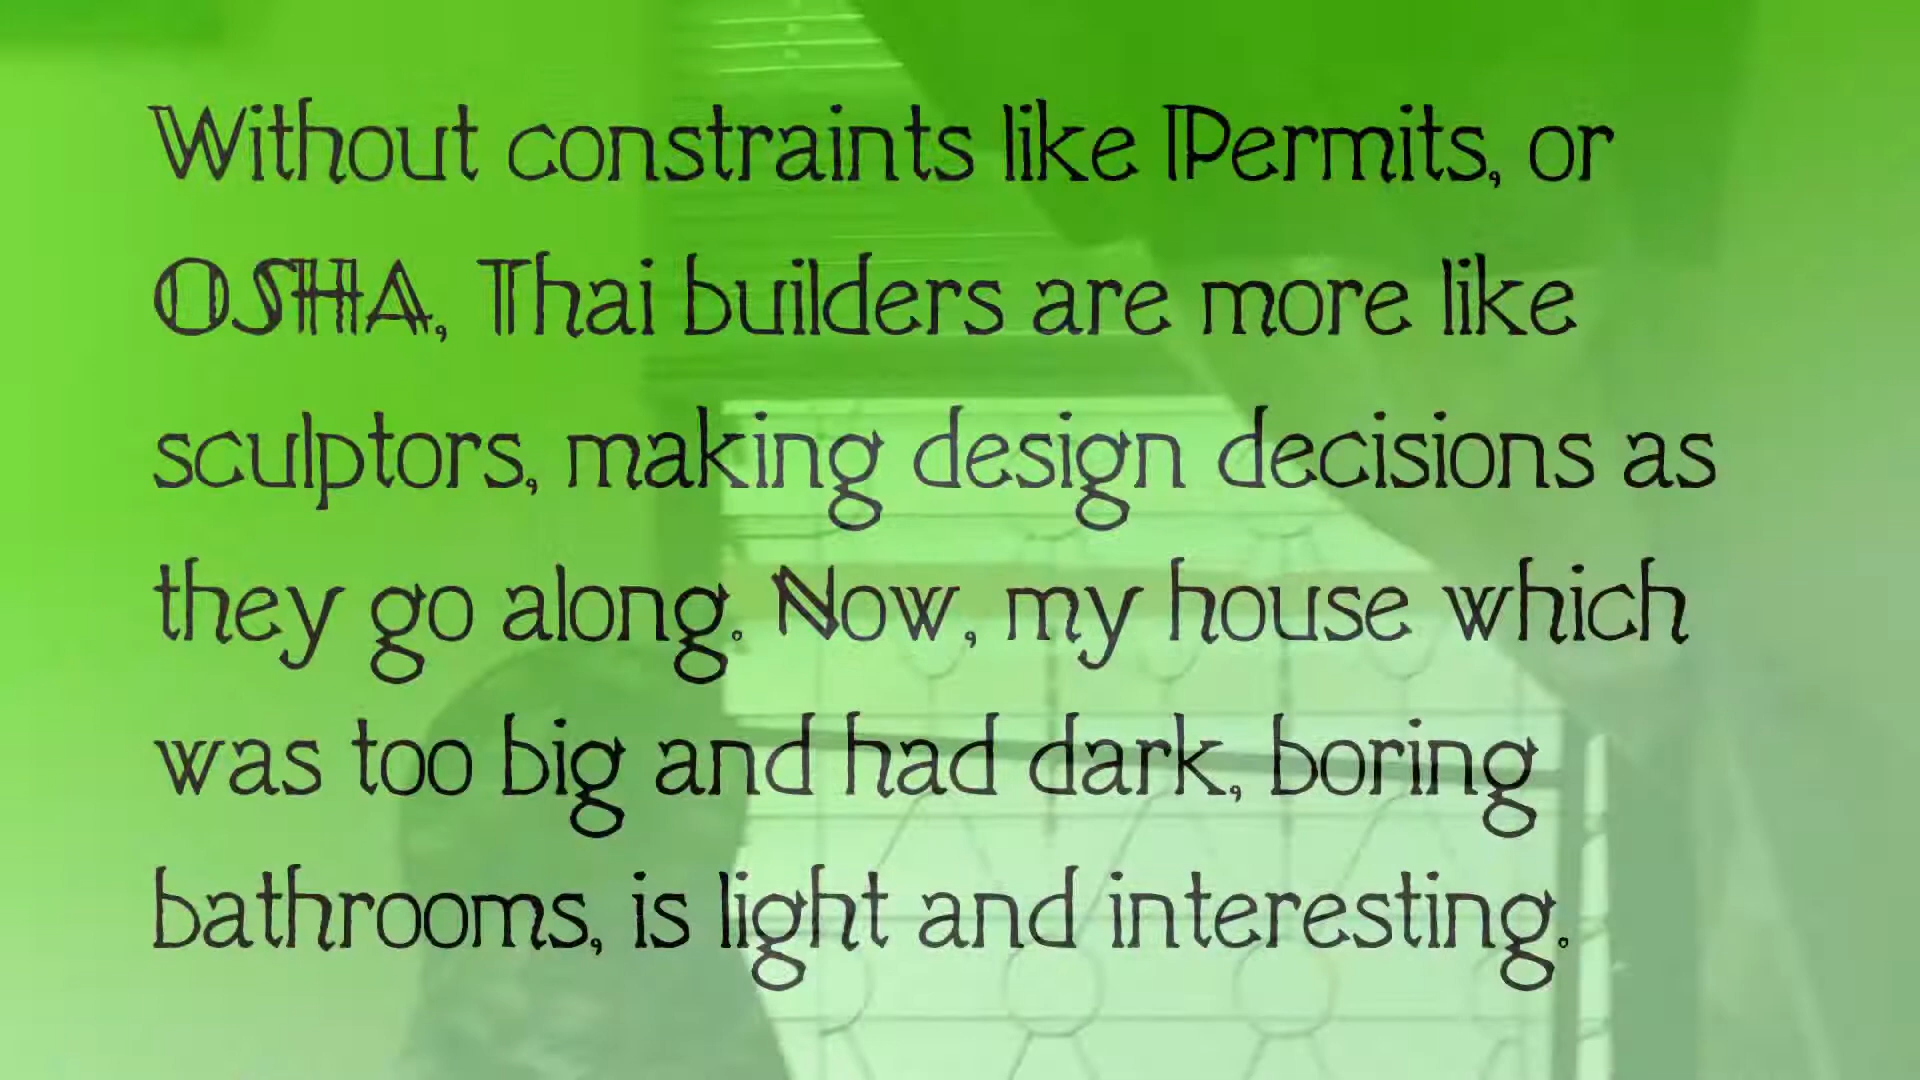 Without constraints like Permits, or
OSHA, Thai builders are more like
sculptors, making design decisions as
they go along. Now, my house which
was too big and had dark, boring
bathrooms, is light and interesting.